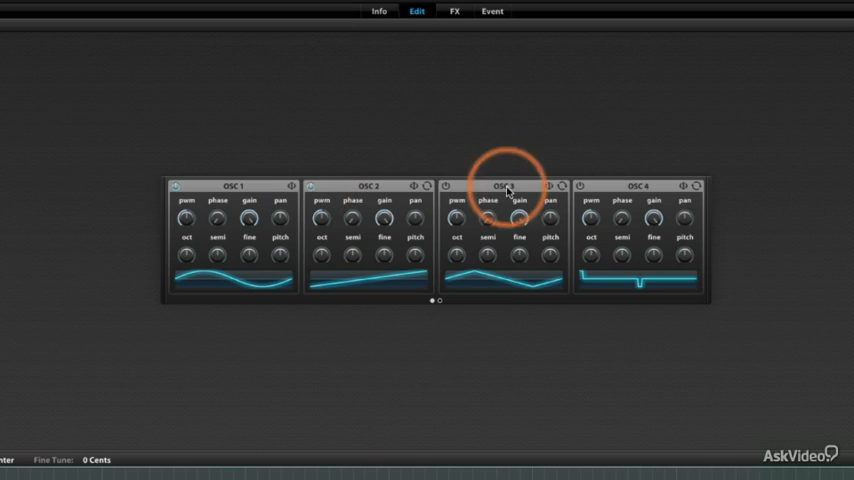 Info Edit FX Event
OSC 1 OSC 2 OSC 3 OSC 4
pwm phase gain pan pwm phase gain pan pwm phase gain pan pwm phase gain pan
oct semi fine pitch oct semi fine pitch oct semi fine pitch oct semi fine pitch
nter Fine Tune: 0 Cents
AskVideo